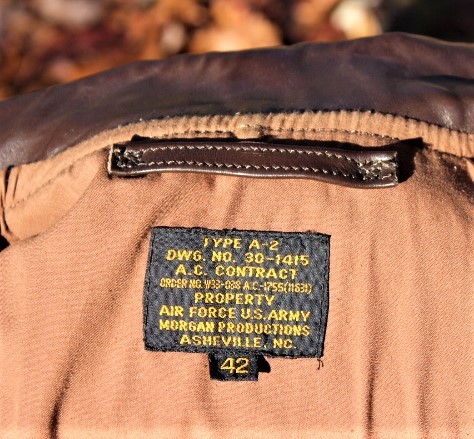 TYPE A-2
DWG. NO. 30-1415
A.C. CONTRACT
ORDER NO. W33-038 A.C.-1755 (11631)
PROPERTY
AIR FORCE U.S. ARMY
MORGAN PRODUCTIONS
ASHEVILLE, NC.
42